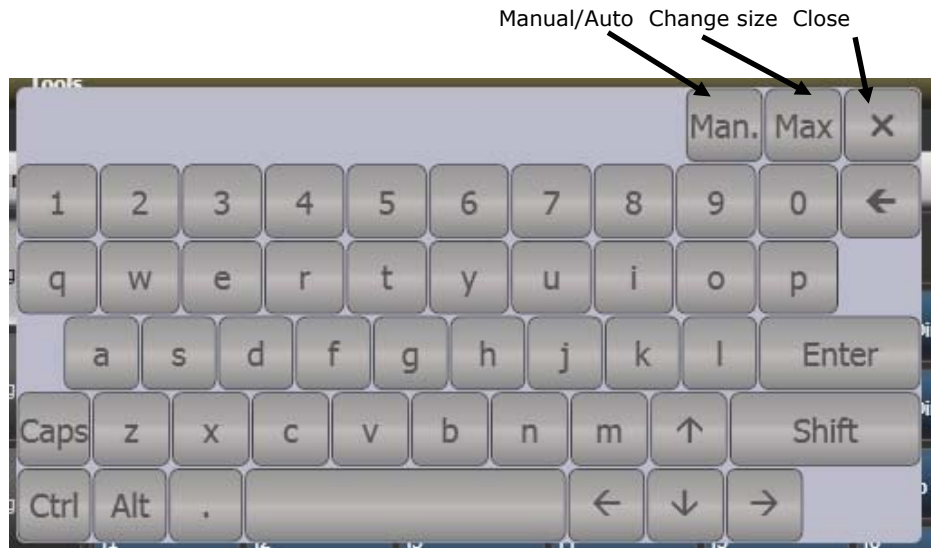 Manual/Auto Change size Close
Tools
Man. Max ×
1 2 3 4 5 6 7 8 9 0 ←
q w e r t y u i o p
a s d f g h j k l Enter
Caps z x c v b n m ↑ Shift
Ctrl Alt . ← ↓ →